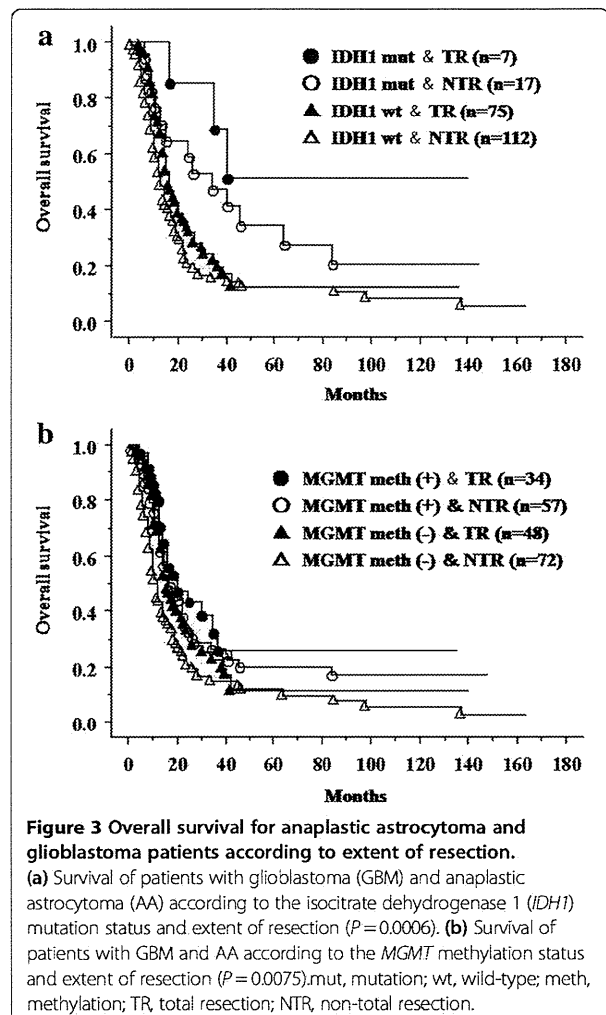 a
1.0
0.8
0.6
0.4
0.2
0.0
Overall survival
IDH1 mut & TR (n=7)
IDH1 mut & NTR (n=17)
IDH1 wt & TR (n=75)
IDH1 wt & NTR (n=112)
0 20 40 60 80 100 120 140 160 180
Months
b
1.0
0.8
0.6
0.4
0.2
0.0
Overall survival
MGMT meth (+) & TR (n=34)
MGMT meth (+) & NTR (n=57)
MGMT meth (-) & TR (n=48)
MGMT meth (-) & NTR (n=72)
0 20 40 60 80 100 120 140 160 180
Months
Figure 3 Overall survival for anaplastic astrocytoma and
glioblastoma patients according to extent of resection.
(a) Survival of patients with glioblastoma (GBM) and anaplastic
astrocytoma (AA) according to the isocitrate dehydrogenase 1 (IDH1)
mutation status and extent of resection (P=0.0006). (b) Survival of
patients with GBM and AA according to the MGMT methylation status
and extent of resection (P=0.0075).mut, mutation; wt, wild-type; meth,
methylation; TR, total resection; NTR, non-total resection.